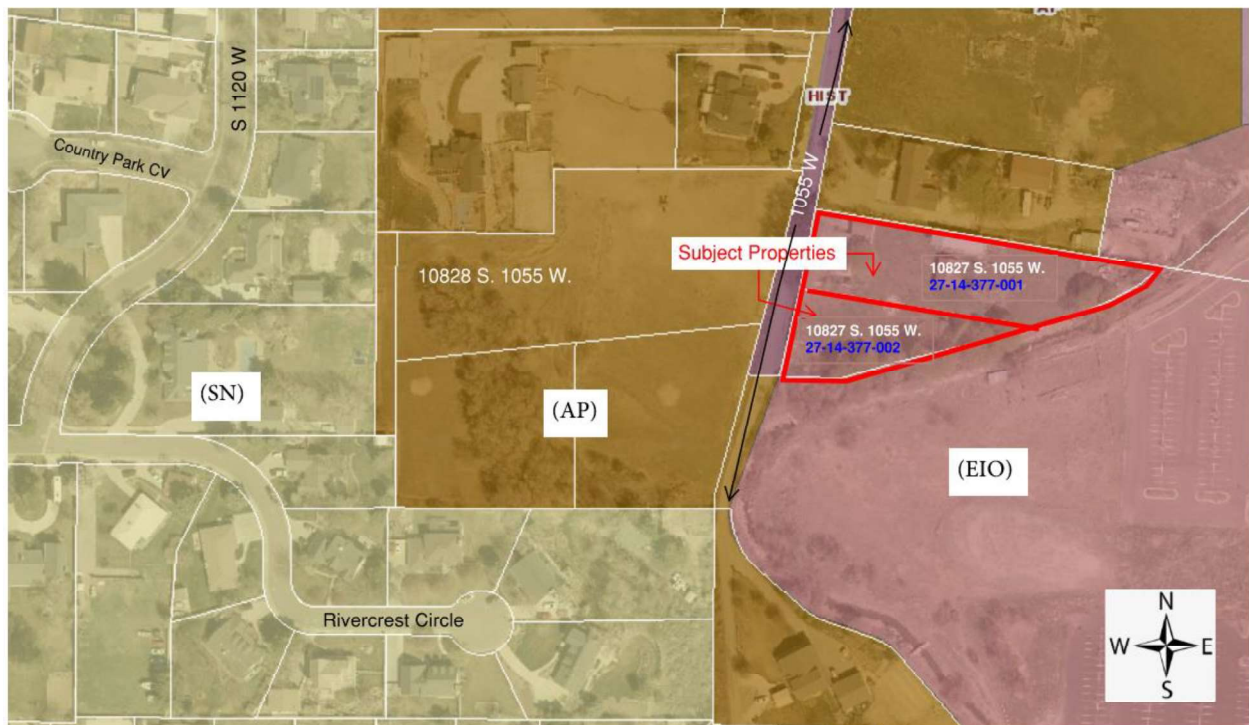 S 1120 W
Country Park Cv
HIST
1055 W
Subject Properties
10827 S. 1055 W.
27-14-377-001
10828 S. 1055 W.
10827 S. 1055 W.
27-14-377-002
(SN)
(AP)
(EIO)
Rivercrest Circle
N
W E
S